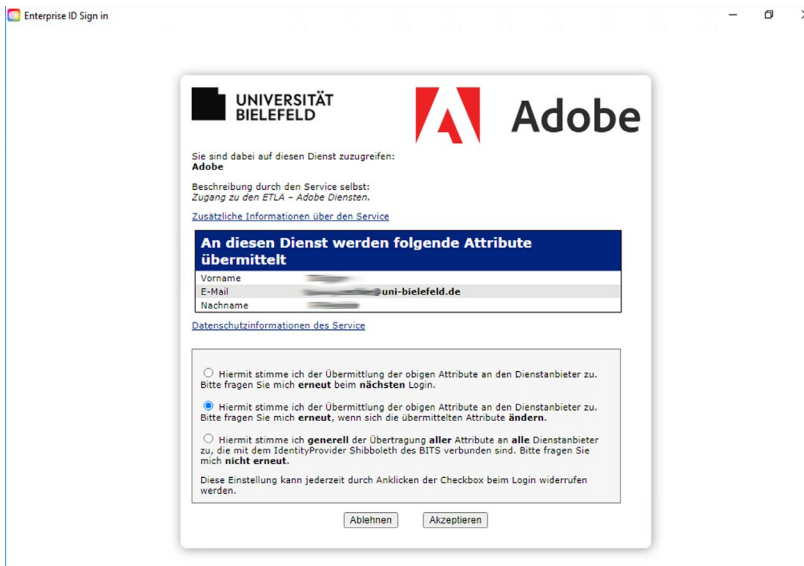 Enterprise ID Sign in
UNIVERSITÄT
BIELEFELD
Adobe
Sie sind dabei auf diesen Dienst zuzugreifen:
Adobe
Beschreibung durch den Service selbst:
Zugang zu den ETLA – Adobe Diensten.
Zusätzliche Informationen über den Service
An diesen Dienst werden folgende Attribute
übermittelt
Vorname
E-Mail @uni-bielefeld.de
Nachname
Datenschutzinformationen des Service
Hiermit stimme ich der Übermittlung der obigen Attribute an den Dienstanbieter zu.
Bitte fragen Sie mich erneut beim nächsten Login.
Hiermit stimme ich der Übermittlung der obigen Attribute an den Dienstanbieter zu.
Bitte fragen Sie mich erneut, wenn sich die übermittelten Attribute ändern.
Hiermit stimme ich generell der Übertragung aller Attribute an alle Dienstanbieter
zu, die mit dem IdentityProvider Shibboleth des BITS verbunden sind. Bitte fragen Sie
mich nicht erneut.
Diese Einstellung kann jederzeit durch Anklicken der Checkbox beim Login widerrufen
werden.
Ablehnen Akzeptieren